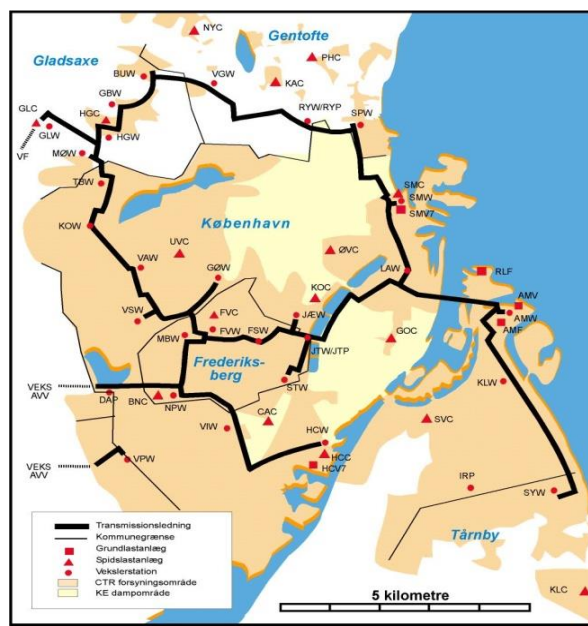 NYC
Gentofte
PHC
Gladsaxe
BUW
VGW
KAC
GBW
GLC
HGC
RYW/RYP
SPW
GLW
HGW
VF
MØW
TBW
SMC
SMW
SMV7
København
KOW
UVC
ØVC
VAW
GØW
LAW
RLF
KOC
AMV
VSW
FVC
JÆW
AMW
MBW
FVW
FSW
GOC
AMF
JTW/JTP
Frederiks-
berg
VEKS
AVV
STW
KLW
DAP
BNC
NPW
CAC
SVC
VIW
HCW
HCC
VEKS
AVV
VPW
HCV7
IRP
SYW
Transmissionsledning
Kommunegrænse
Grundlastanlæg
Spidslastanlæg
Vekslerstation
CTR forsyningsområde
KE dampområde
Tårnby
5 kilometre
KLC